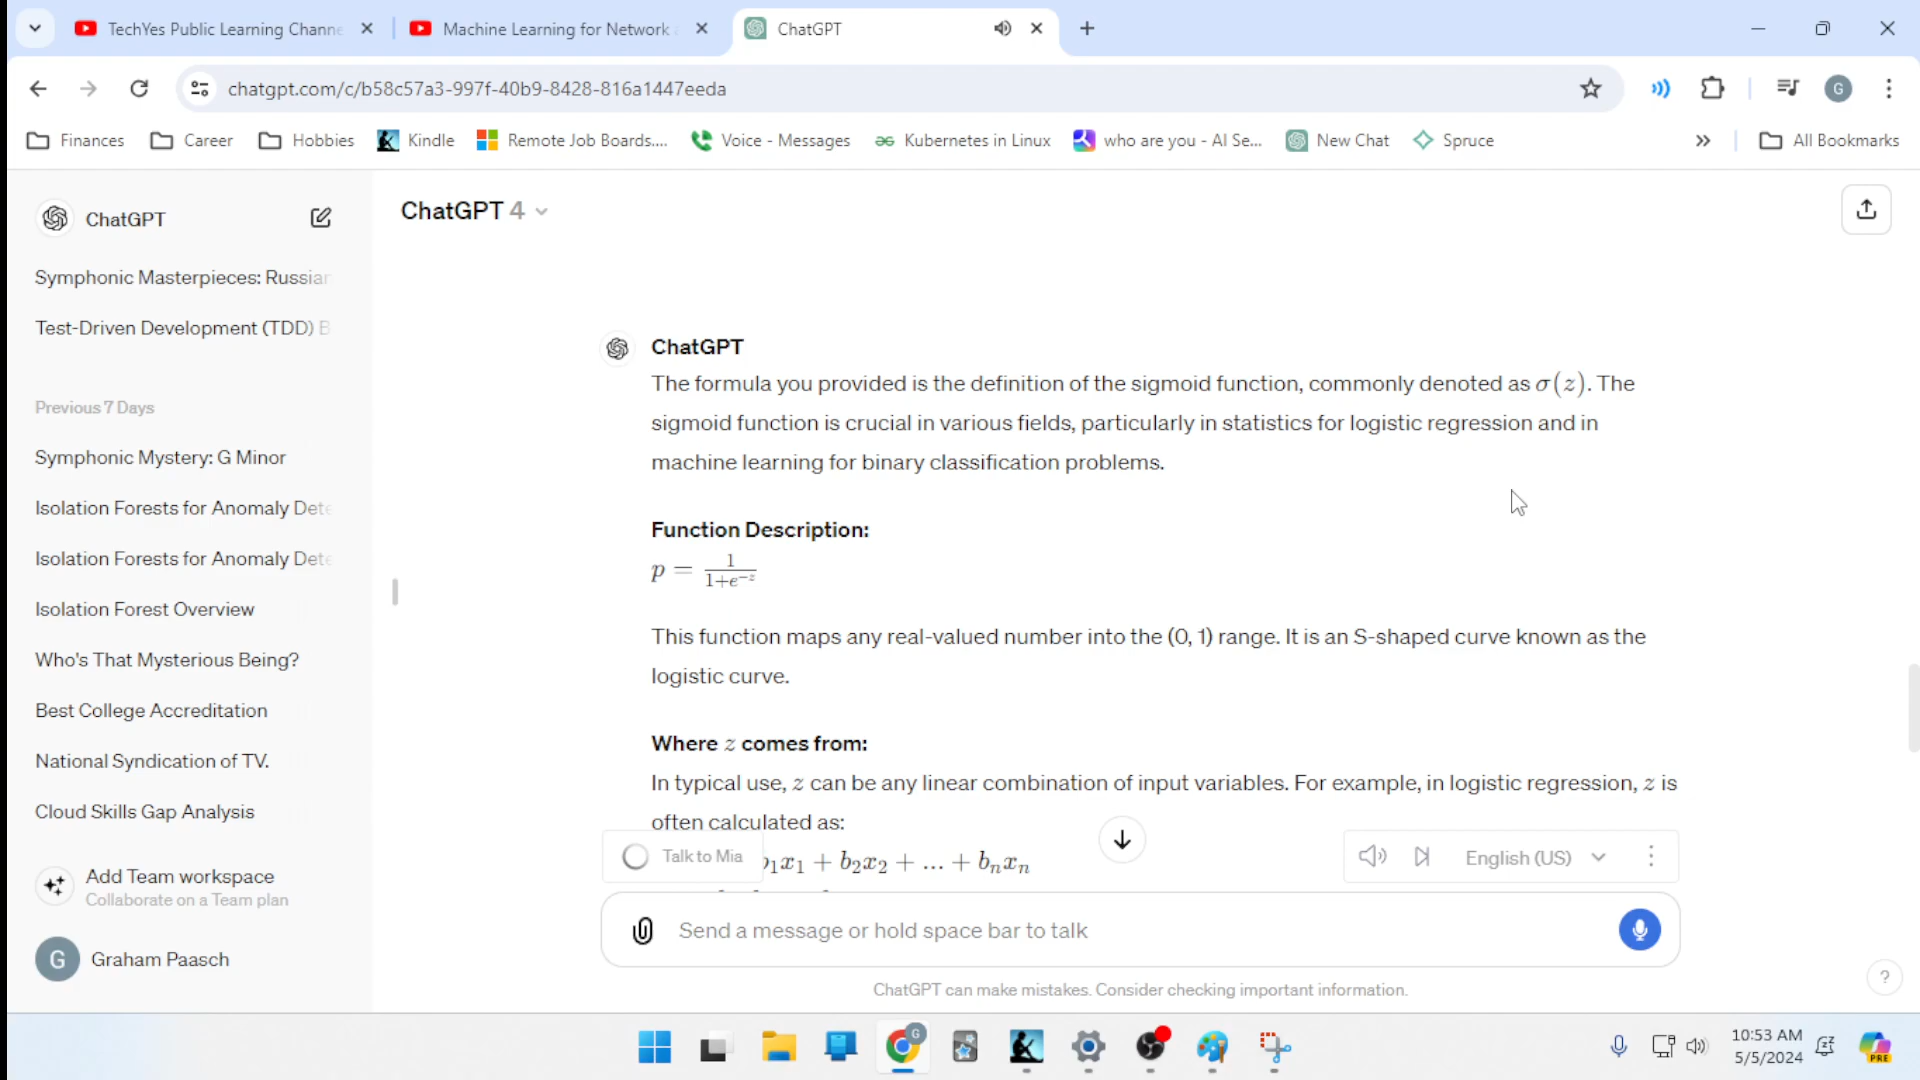 TechYes Public Learning Channe
Machine Learning for Network a
ChatGPT
chatgpt.com/c/b58c57a3-997f-40b9-8428-816a1447eeda
G
Finances
Career
Hobbies
Kindle
Remote Job Boards....
Voice - Messages
Kubernetes in Linux
who are you - AI Se...
New Chat
Spruce
All Bookmarks
ChatGPT
Symphonic Masterpieces: Russian
Test-Driven Development (TDD) B
Previous 7 Days
Symphonic Mystery: G Minor
Isolation Forests for Anomaly Dete
Isolation Forests for Anomaly Dete
Isolation Forest Overview
Who's That Mysterious Being?
Best College Accreditation
National Syndication of TV.
Cloud Skills Gap Analysis
Add Team workspace
Collaborate on a Team plan
G
Graham Paasch
ChatGPT 4
ChatGPT
The formula you provided is the definition of the sigmoid function, commonly denoted as σ(z). The
sigmoid function is crucial in various fields, particularly in statistics for logistic regression and in
machine learning for binary classification problems.
Function Description:
p = 1/(1+e^−z)
This function maps any real-valued number into the (0, 1) range. It is an S-shaped curve known as the
logistic curve.
Where z comes from:
In typical use, z can be any linear combination of input variables. For example, in logistic regression, z is
often calculated as:
b₁x₁ + b₂x₂ + … + bₙxₙ
Talk to Mia
English (US)
Send a message or hold space bar to talk
ChatGPT can make mistakes. Consider checking important information.
?
G
10:53 AM
5/5/2024
PRE